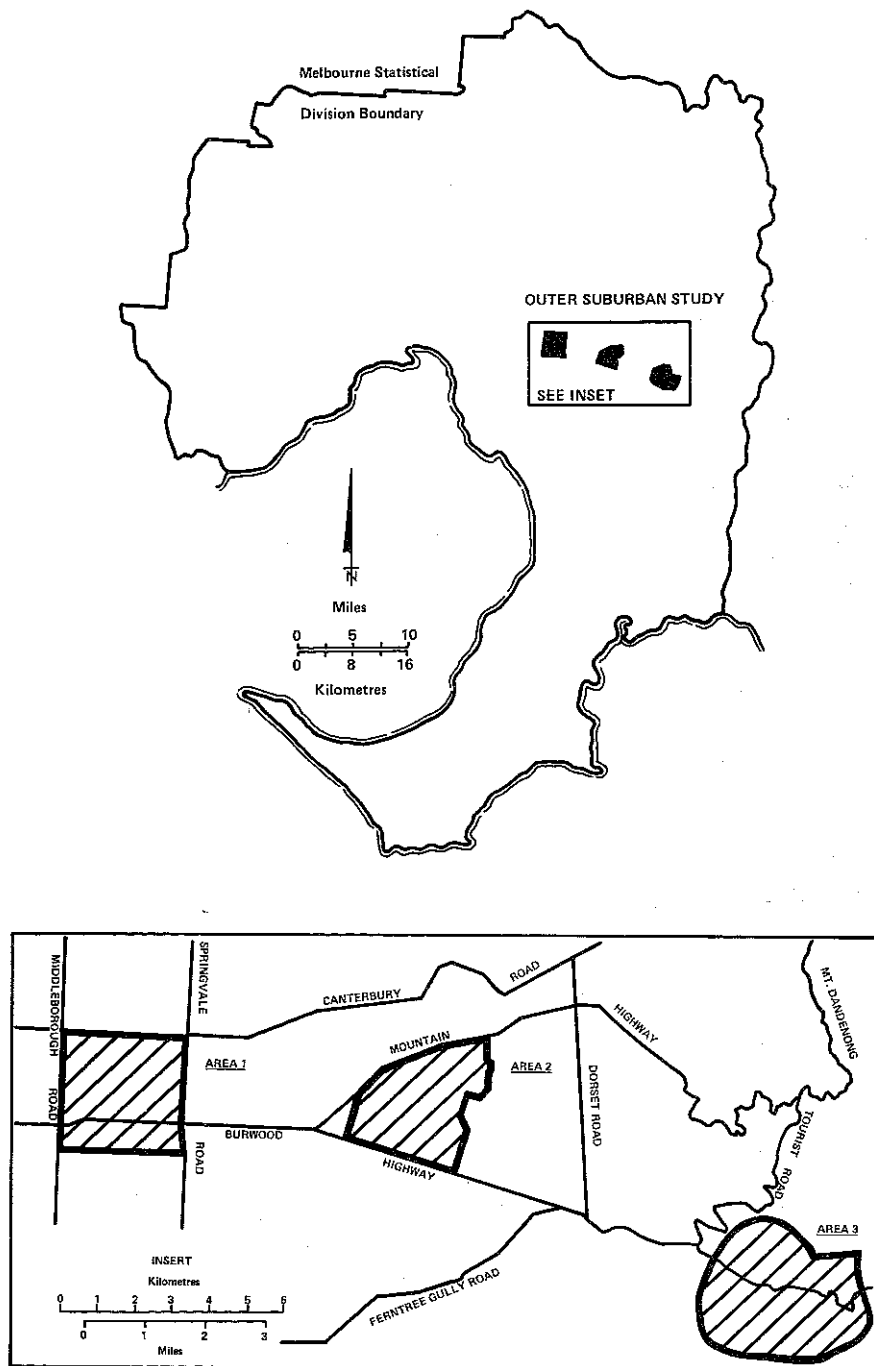 Melbourne Statistical
Division Boundary
OUTER SUBURBAN STUDY
SEE INSET
N
Miles
0 5 10
0 8 16
Kilometres
MIDDLEBOROUGH
ROAD
SPRINGVALE
ROAD
CANTERBURY
ROAD
HIGHWAY
MT. DANDENONG
TOURIST
ROAD
MOUNTAIN
AREA 1
AREA 2
DORSET ROAD
BURWOOD
HIGHWAY
AREA 3
FERNTREE GULLY ROAD
INSERT
Kilometres
0 1 2 3 4 5 6
0 1 2 3
Miles